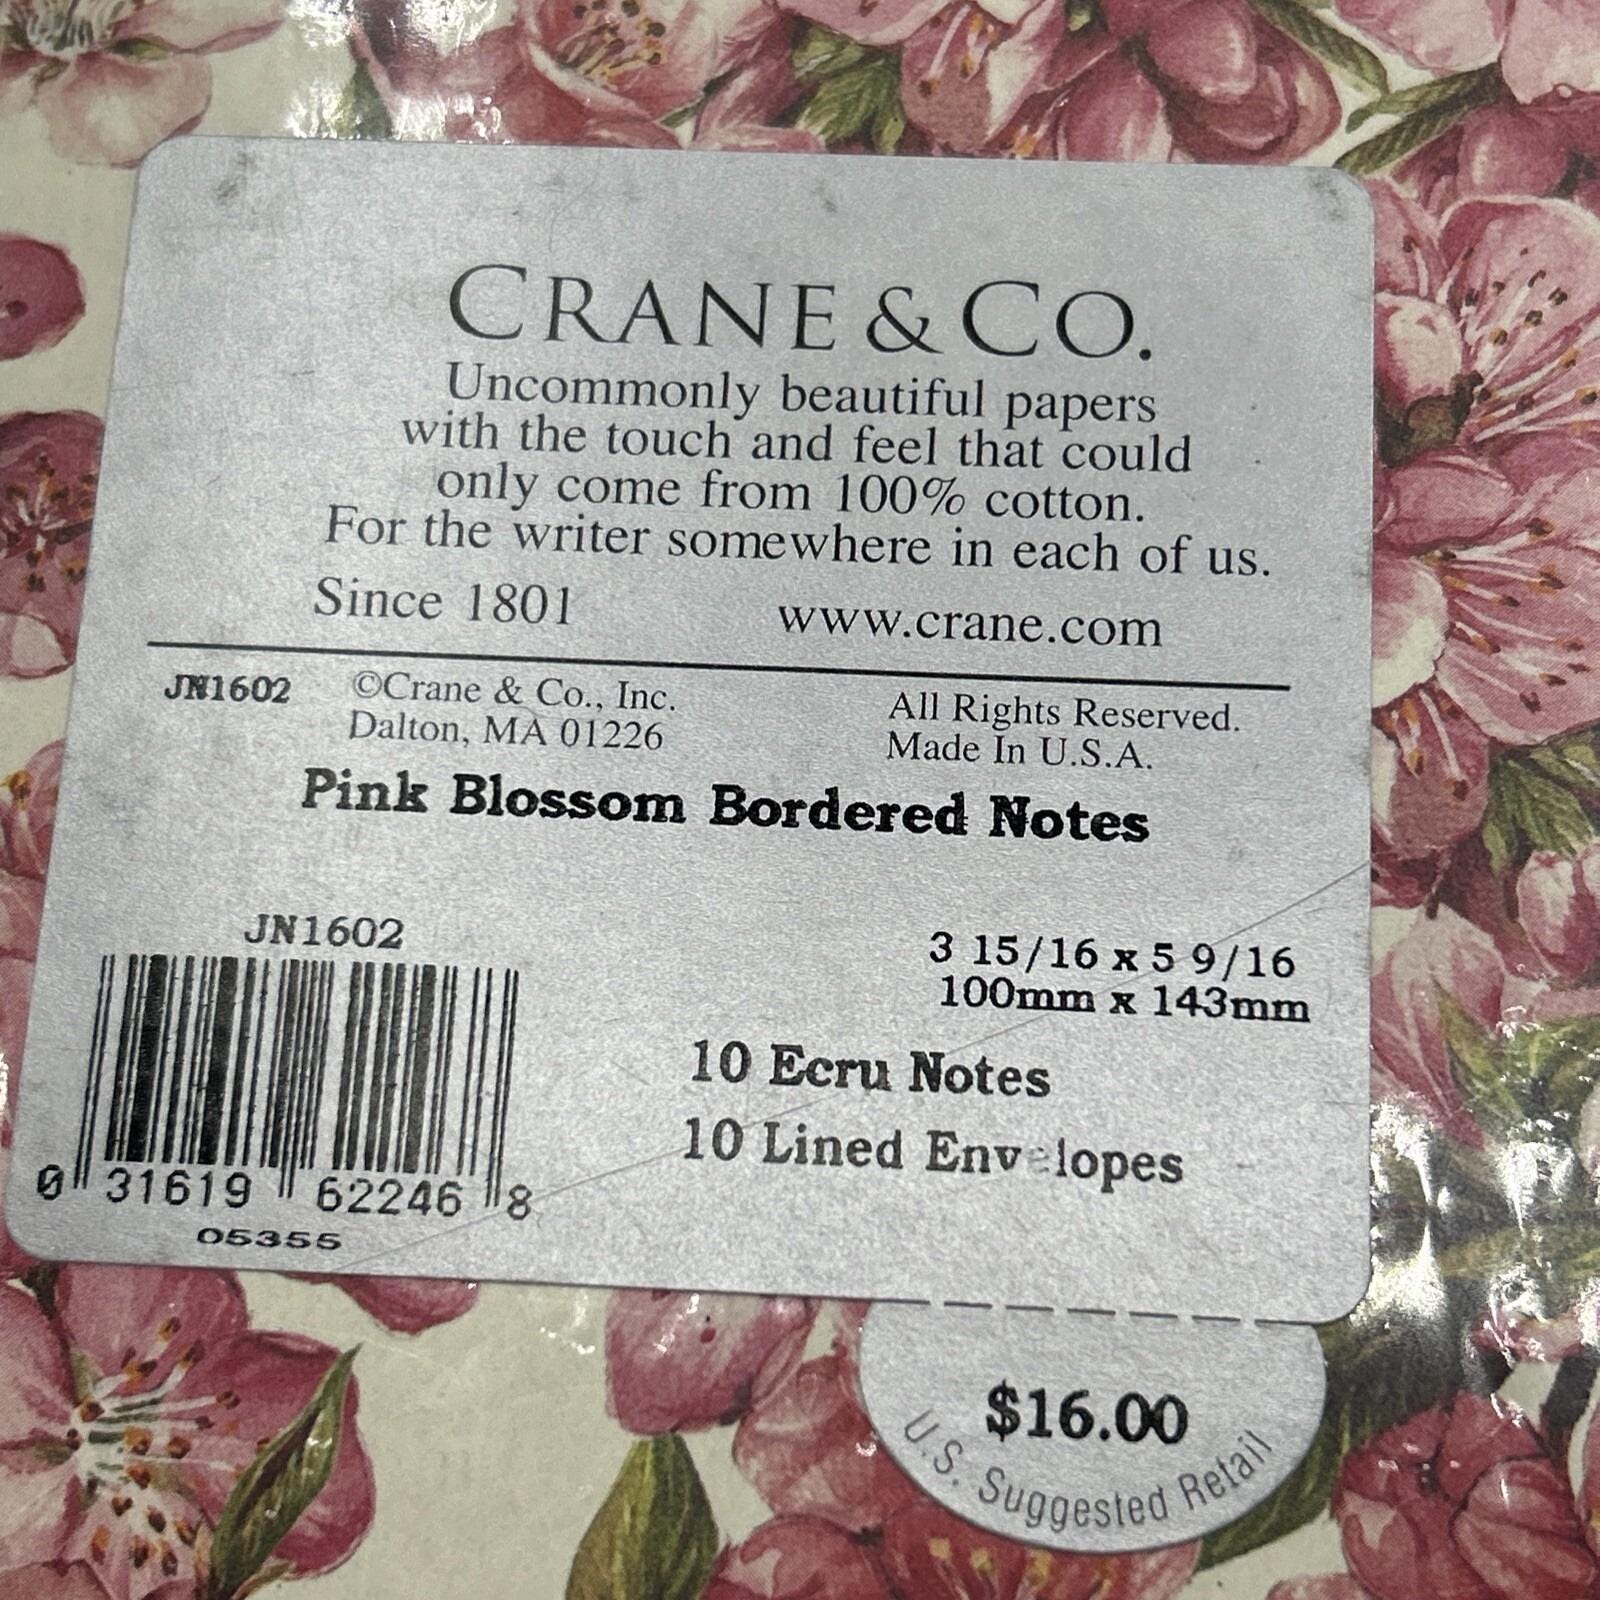 CRANE & CO.
Uncommonly beautiful papers
with the touch and feel that could
only come from 100% cotton.
For the writer somewhere in each of us.
Since 1801 www.crane.com
JN1602 ©Crane & Co., Inc. All Rights Reserved.
Dalton, MA 01226 Made In U.S.A.
Pink Blossom Bordered Notes
JN1602
3 15/16 x 5 9/16
100mm x 143mm
10 Ecru Notes
10 Lined Envelopes
0 31619 62246 8
05355
$16.00
U.S. Suggested Retail